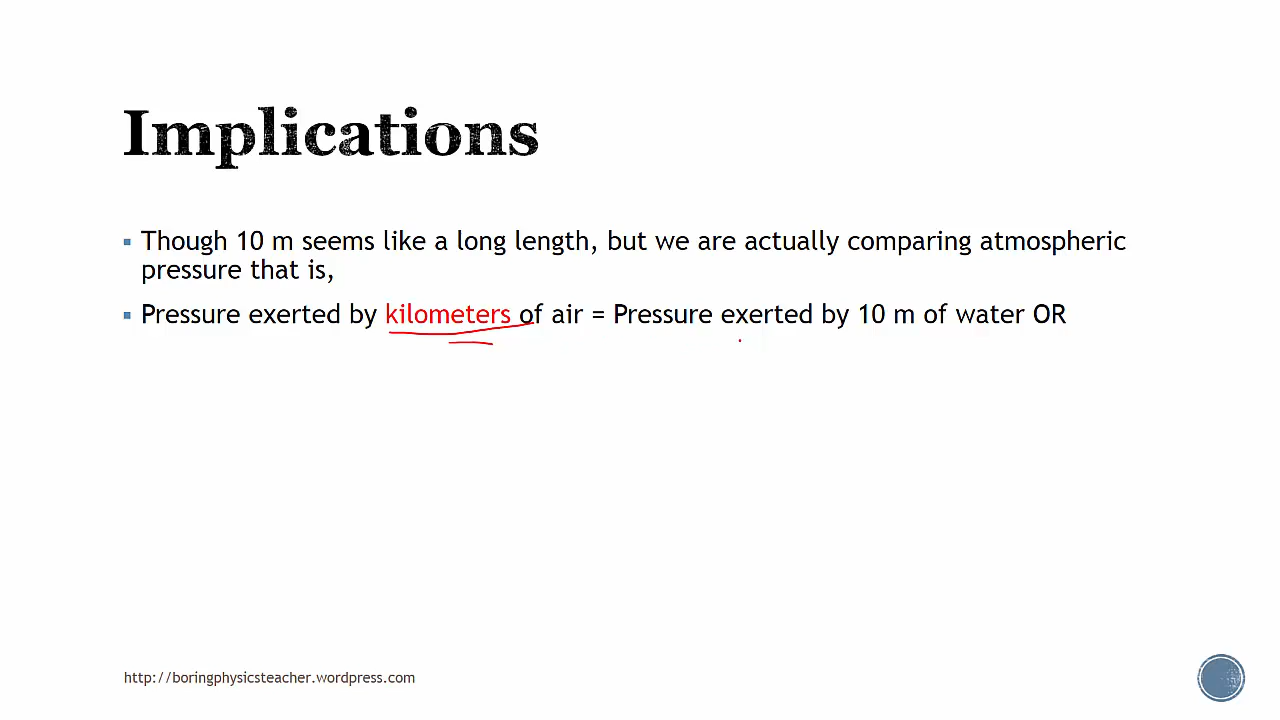 Implications
Though 10 m seems like a long length, but we are actually comparing atmospheric
pressure that is,
Pressure exerted by kilometers of air = Pressure exerted by 10 m of water OR
http://boringphysicsteacher.wordpress.com